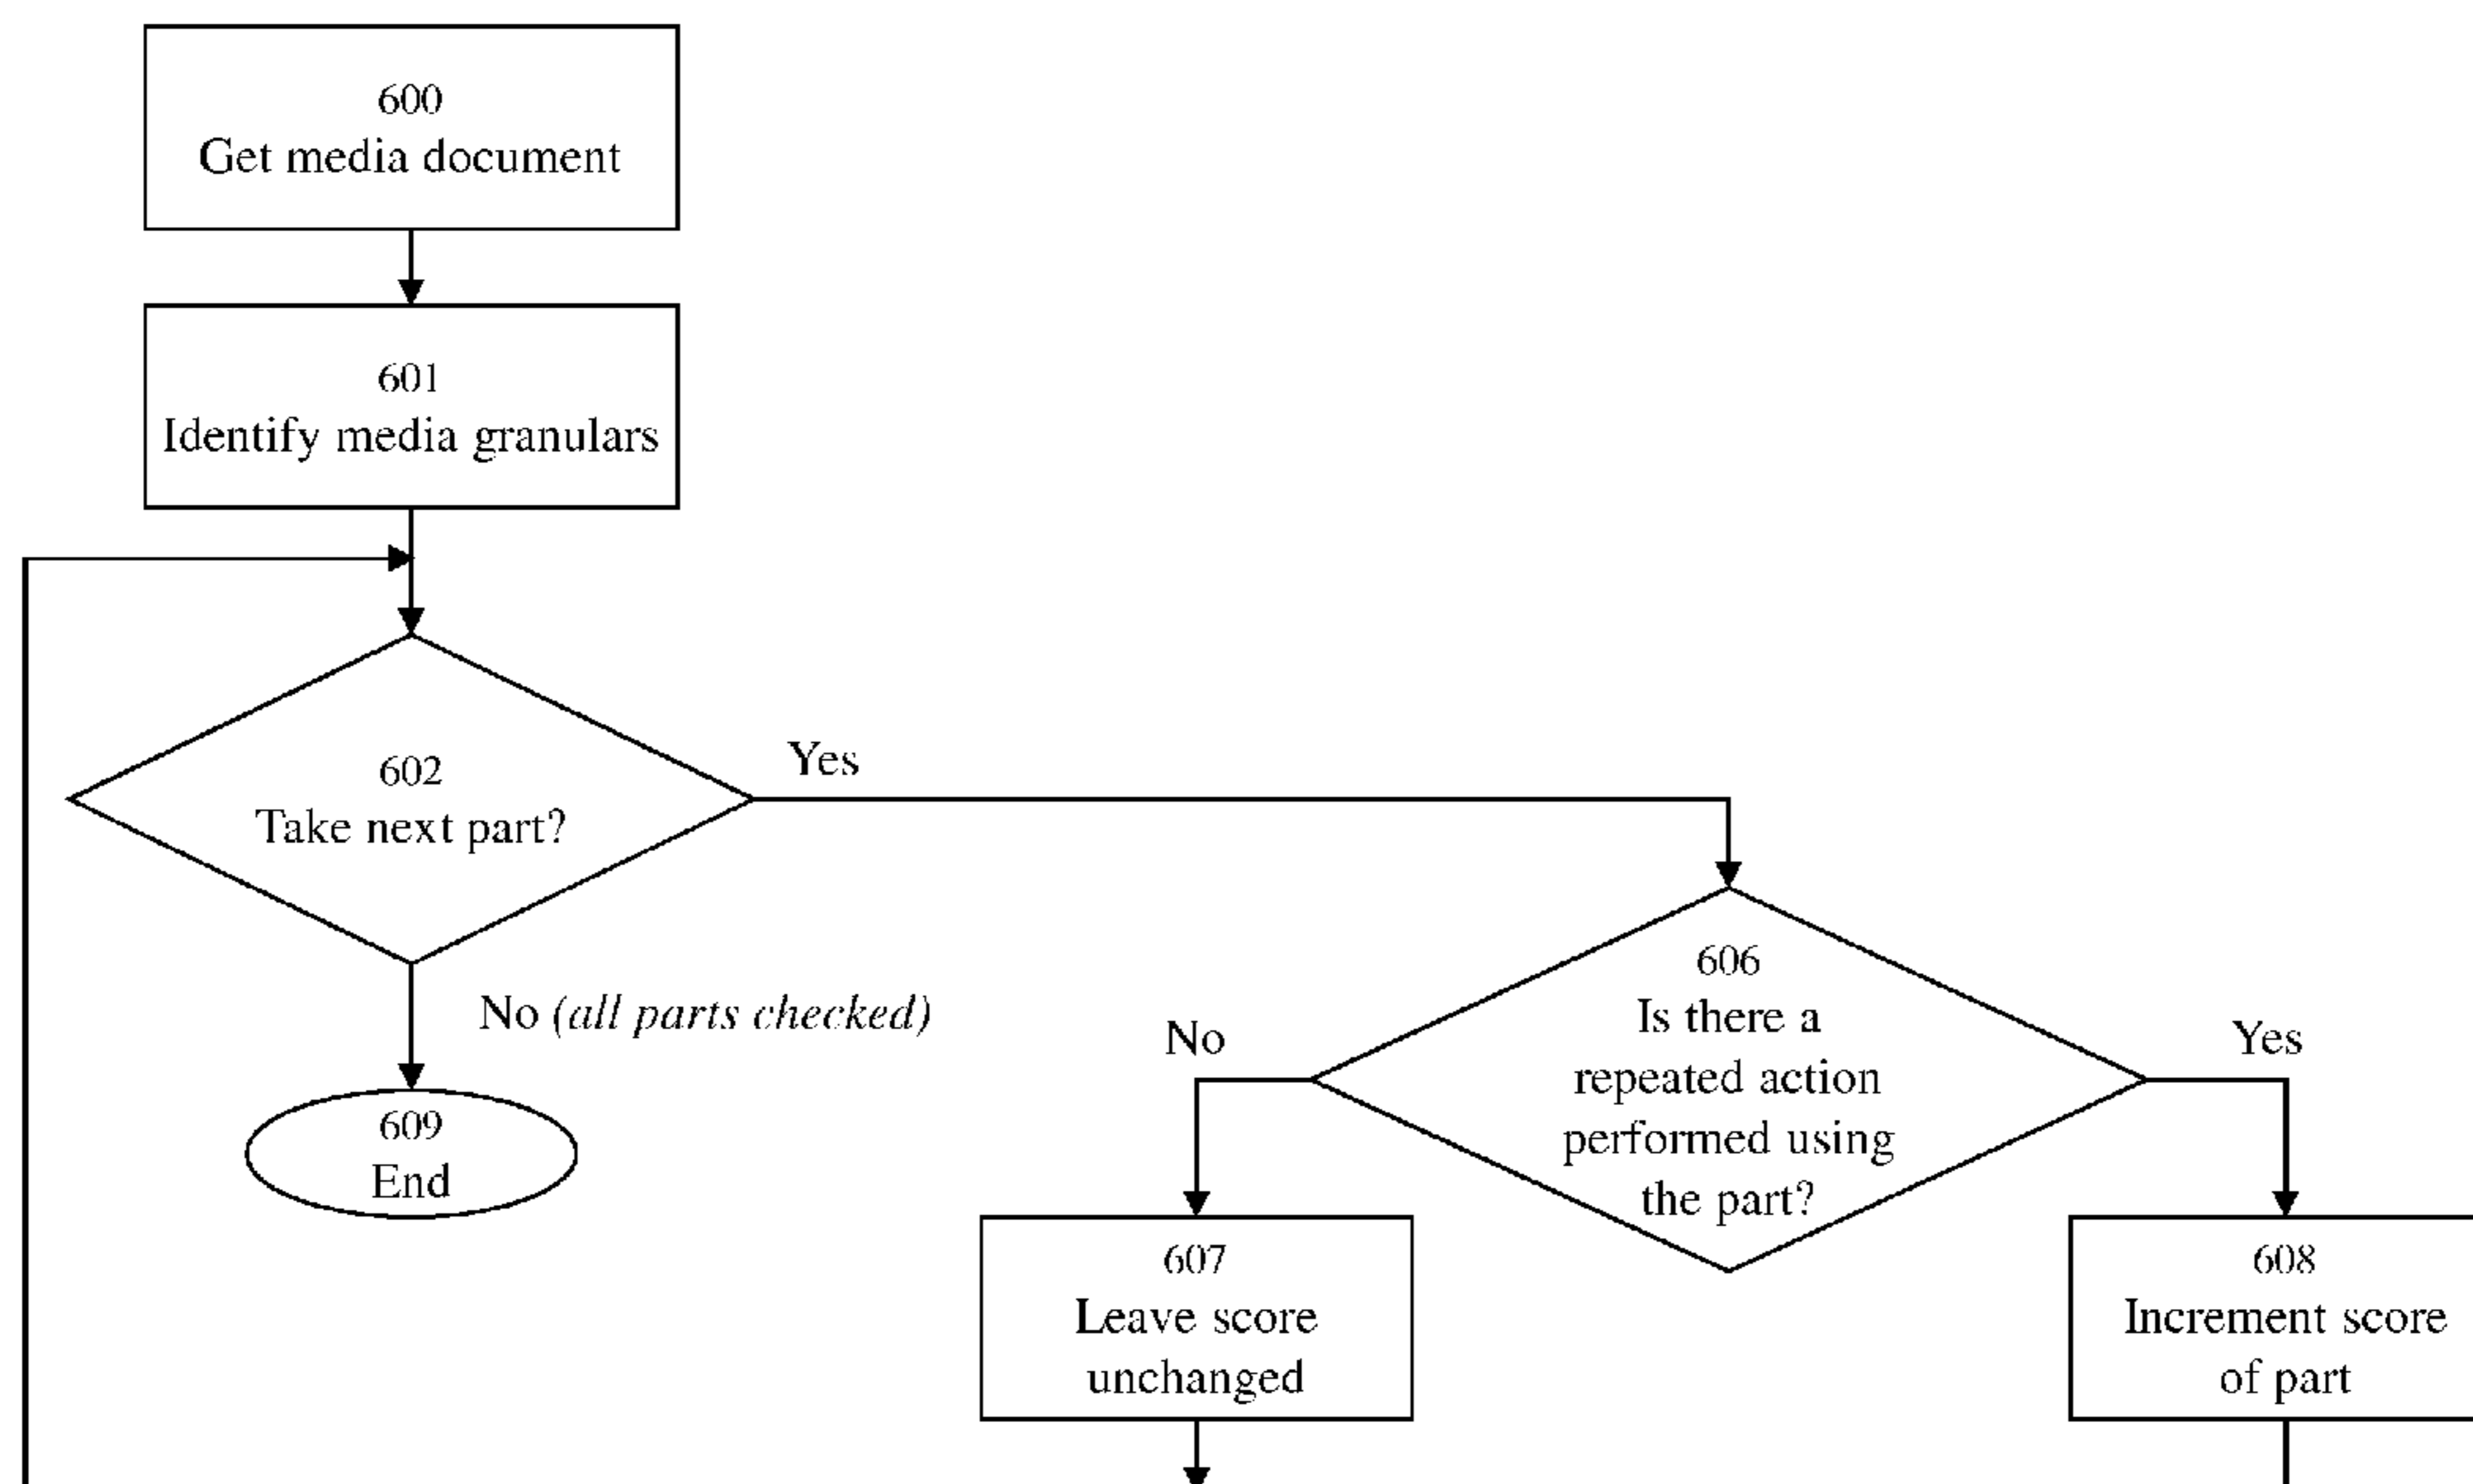 600
Get media document
601
Identify media granulars
602
Take next part?
Yes
No (all parts checked)
609
End
606
Is there a
repeated action
performed using
the part?
No
Yes
607
Leave score
unchanged
608
Increment score
of part